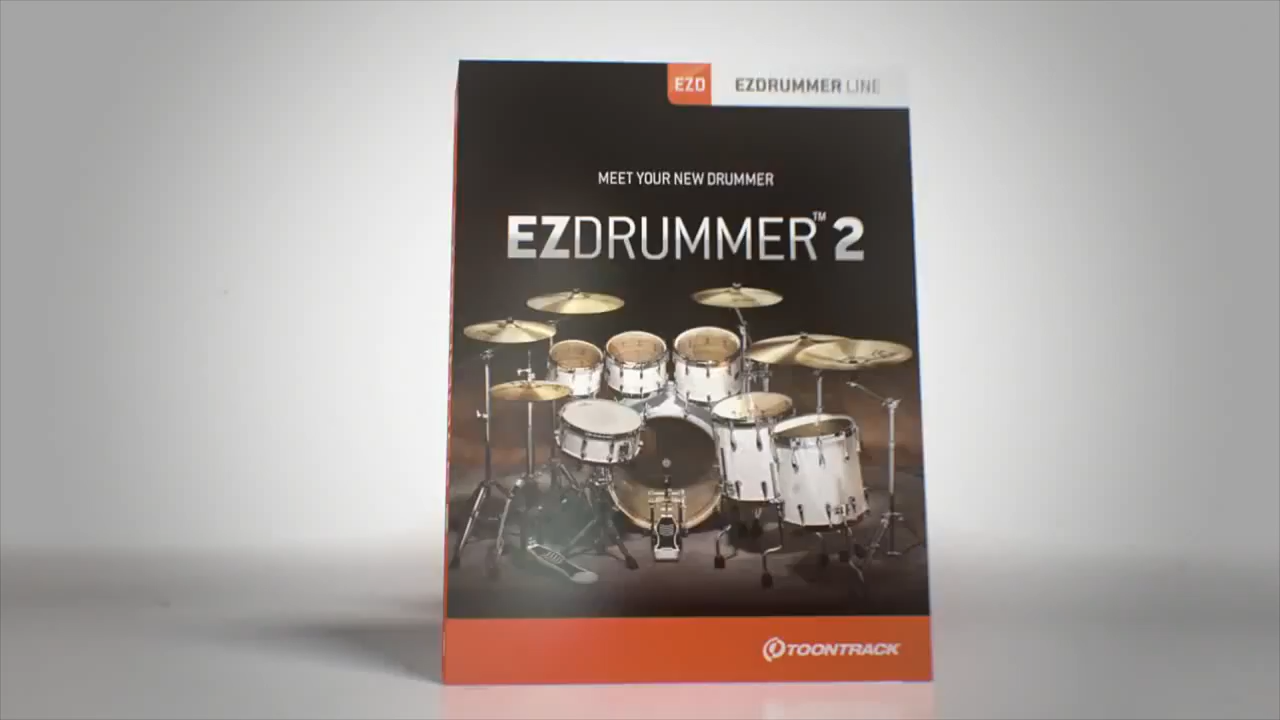 EZD EZDRUMMER LINE
MEET YOUR NEW DRUMMER
EZDRUMMER™ 2
TOONTRACK